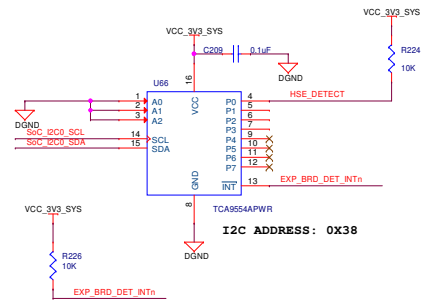 VCC_3V3_SYS
VCC_3V3_SYS
C209 0.1uF
R224
10K
DGND
U66
16
VCC
1 A0
2 A1
3 A2
DGND
SoC_I2C0_SCL 14 SCL
SoC_I2C0_SDA 15 SDA
P0 4 HSE_DETECT
P1 5
P2 6
P3 7
P4 9
P5 10
P6 11
P7 12
INT 13 EXP_BRD_DET_INTn
GND
8
TCA9554APWR
DGND
I2C ADDRESS: 0X38
VCC_3V3_SYS
R226
10K
EXP_BRD_DET_INTn